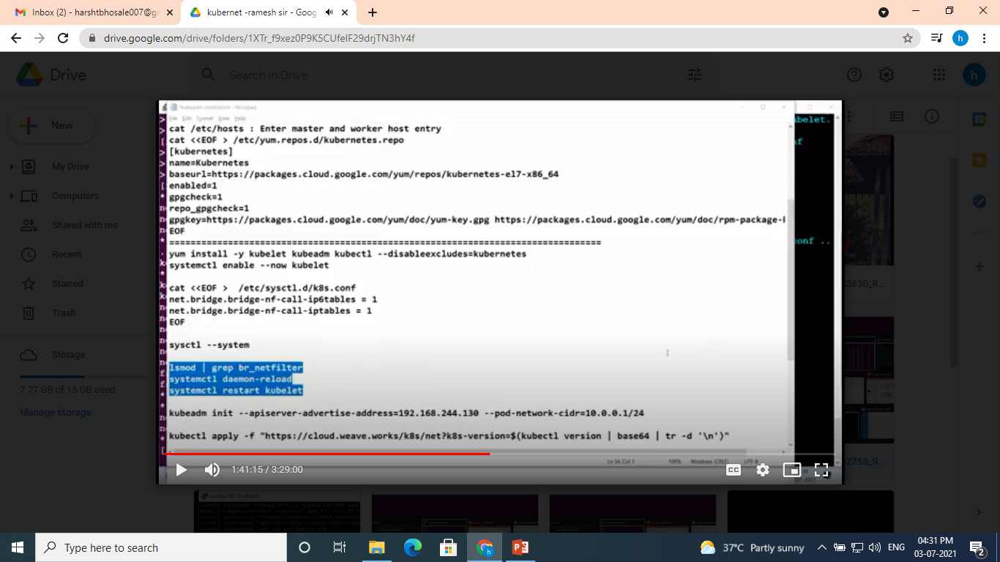 Inbox (2) - harshtbhosale007@gm
kubernet -ramesh sir - Goog
drive.google.com/drive/folders/1XTr_f9xez0P9K5CUfeIF29drjTN3hY4f
h
Drive
Search in Drive
h
New
My Drive
Computers
Shared with me
Recent
Starred
Trash
Storage
7.77 GB of 15 GB used
Manage storage
File Edit Format View Help
cat /etc/hosts : Enter master and worker host entry
cat <<EOF > /etc/yum.repos.d/kubernetes.repo
[kubernetes]
name=Kubernetes
baseurl=https://packages.cloud.google.com/yum/repos/kubernetes-el7-x86_64
enabled=1
gpgcheck=1
repo_gpgcheck=1
gpgkey=https://packages.cloud.google.com/yum/doc/yum-key.gpg https://packages.cloud.google.com/yum/doc/rpm-package-k
EOF
=================================================================================
yum install -y kubelet kubeadm kubectl --disableexcludes=kubernetes
systemctl enable --now kubelet
cat <<EOF > /etc/sysctl.d/k8s.conf
net.bridge.bridge-nf-call-ip6tables = 1
net.bridge.bridge-nf-call-iptables = 1
EOF
sysctl --system
lsmod | grep br_netfilter
systemctl daemon-reload
systemctl restart kubelet
kubeadm init --apiserver-advertise-address=192.168.244.130 --pod-network-cidr=10.0.0.1/24
kubectl apply -f "https://cloud.weave.works/k8s/net?k8s-version=$(kubectl version | base64 | tr -d '\n')"
Ln 34, Col 1 100% Windows (CRLF) UTF-8
ubelet.
onf ..
1:41:15 / 3:29:00
CC
5630_R...
2755_R...
Type here to search
37°C Partly sunny
ENG
04:31 PM
03-07-2021
2